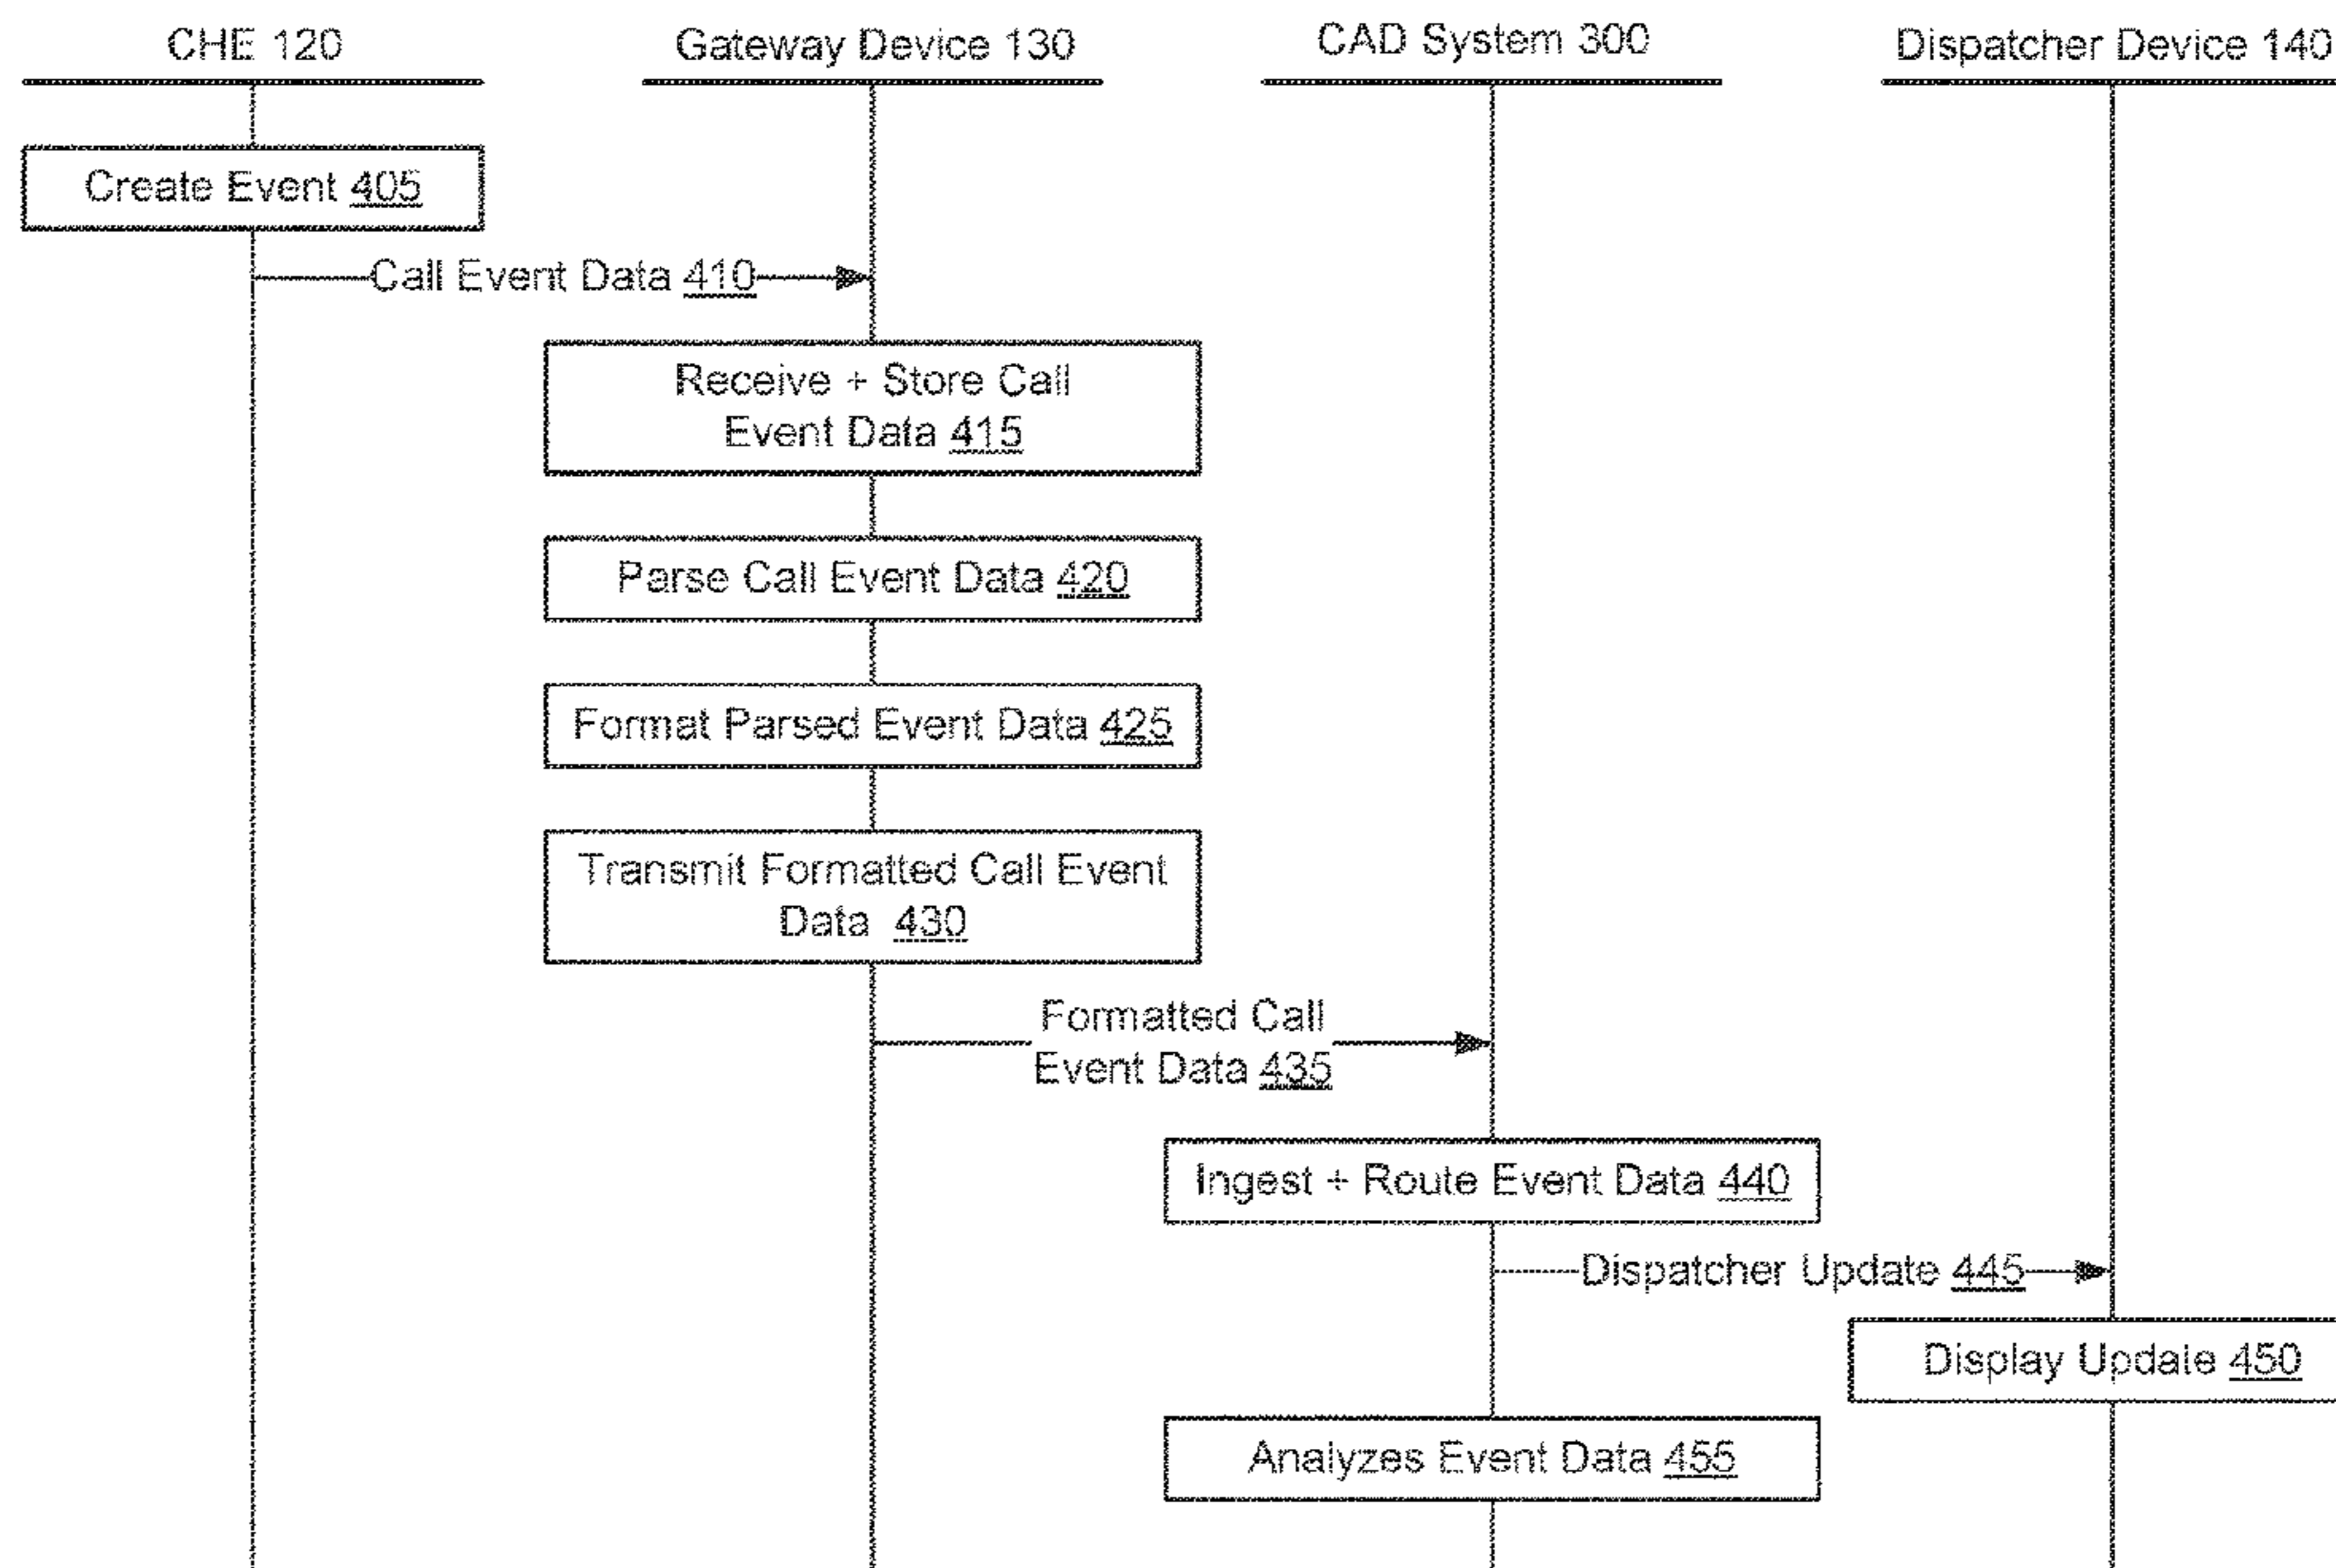 CHE 120
Gateway Device 130
CAD System 300
Dispatcher Device 140
Create Event 405
Call Event Data 410
Receive + Store Call
Event Data 415
Parse Call Event Data 420
Format Parsed Event Data 425
Transmit Formatted Call Event
Data 430
Formatted Call
Event Data 435
Ingest + Route Event Data 440
Dispatcher Update 445
Display Update 450
Analyzes Event Data 455